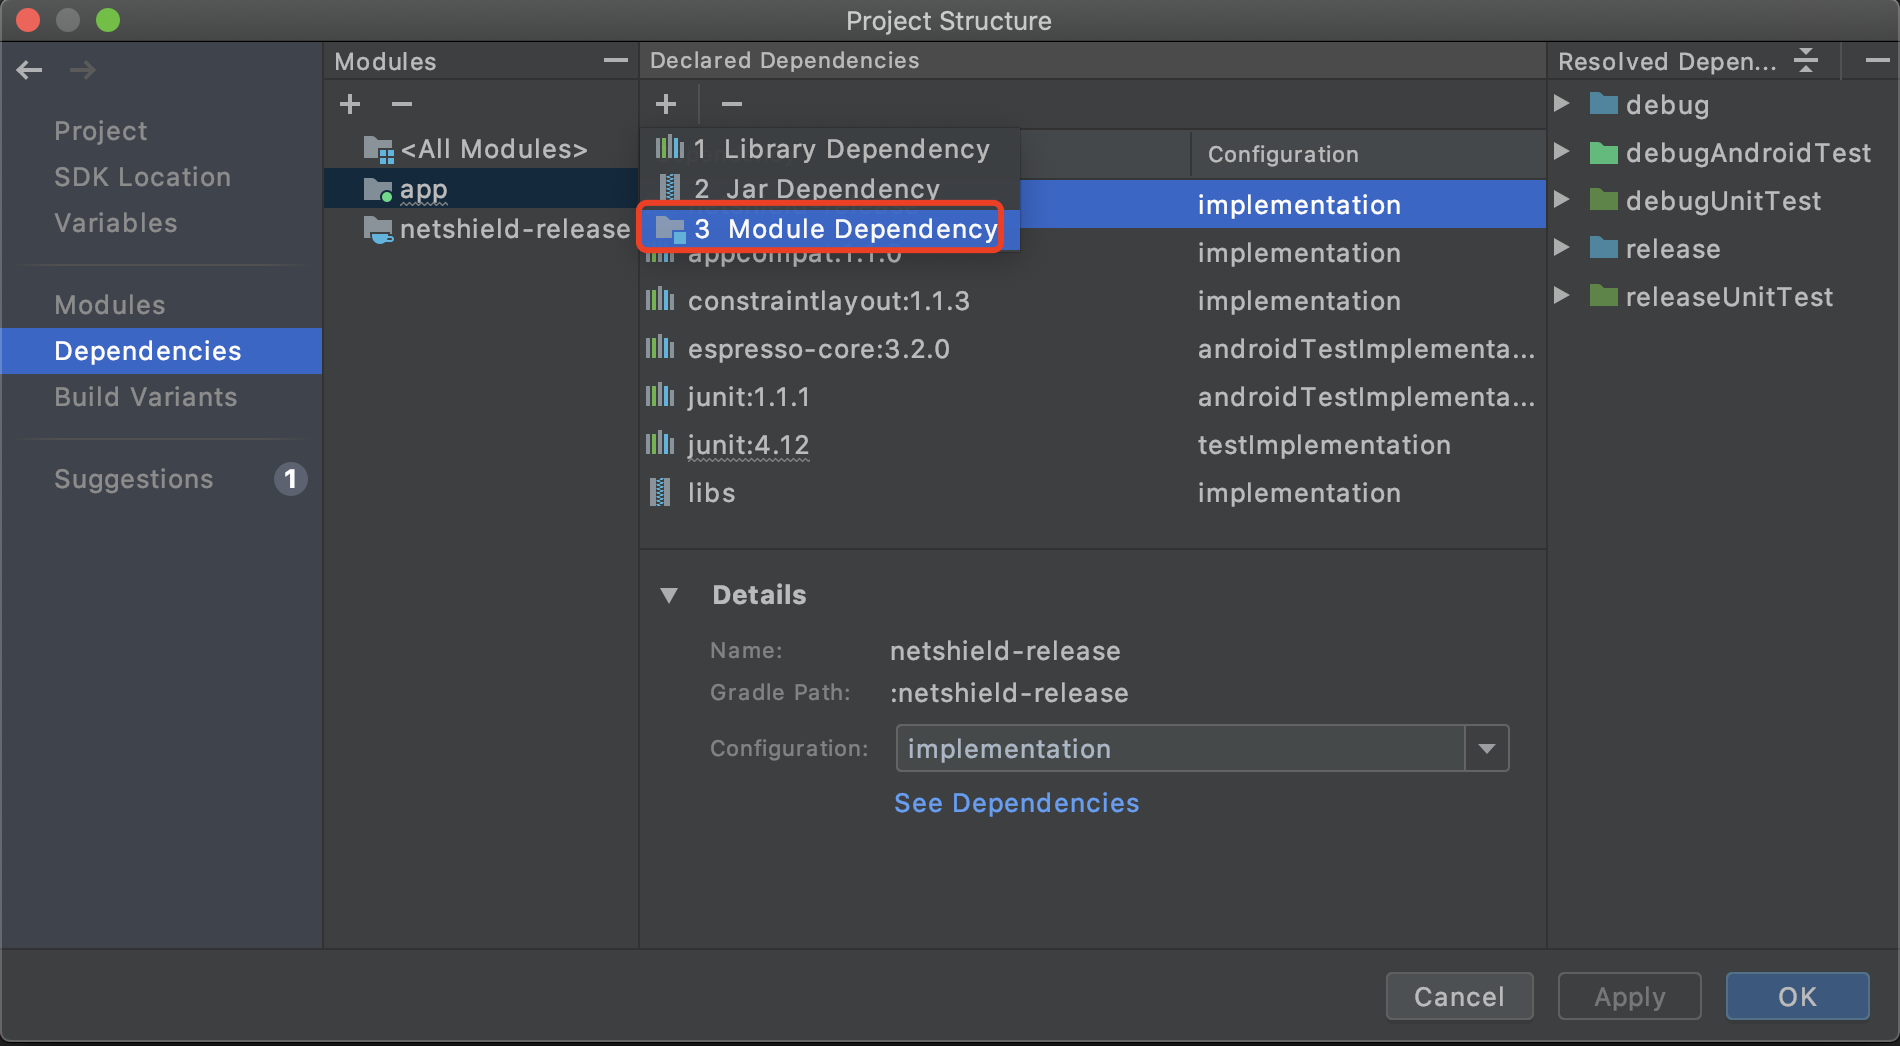 Project Structure
Project
SDK Location
Variables
Modules
Dependencies
Build Variants
Suggestions 1
Modules
<All Modules>
app
netshield-release
Declared Dependencies
1 Library Dependency
2 Jar Dependency
3 Module Dependency
Configuration
implementation
appcompat:1.1.0 implementation
constraintlayout:1.1.3 implementation
espresso-core:3.2.0 androidTestImplementa...
junit:1.1.1 androidTestImplementa...
junit:4.12 testImplementation
libs implementation
Details
Name: netshield-release
Gradle Path: :netshield-release
Configuration: implementation
See Dependencies
Resolved Depen...
debug
debugAndroidTest
debugUnitTest
release
releaseUnitTest
Cancel Apply OK